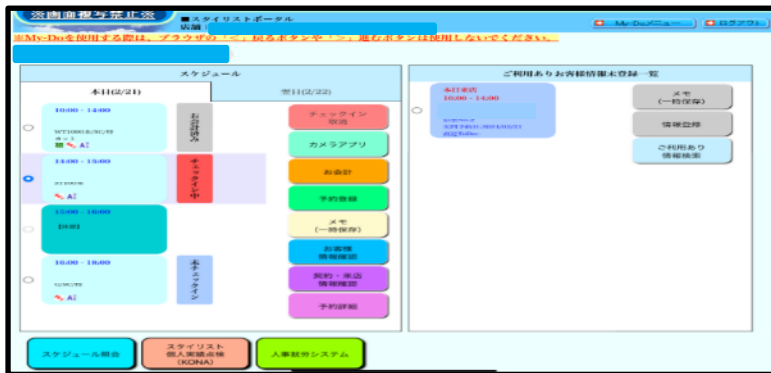 ※画面複写禁止※
■スタイリストポータル
店舗:
My-Doメニュー
ログアウト
※My-Doを使用する際は、ブラウザの「<」戻るボタンや「>」進むボタンは使用しないでください。
スケジュール
本日(2/21)
翌日(2/22)
10:00 - 14:00
カット
AI
お会計済み
14:00 - 15:00
AI
チェックイン中
15:00 - 16:00
16:00 - 18:00
AI
未チェックイン
チェックイン
取消
カメラアプリ
お会計
予約登録
メモ
(一時保存)
お客様
情報確認
契約・来店
情報確認
予約詳細
ご利用ありお客様情報未登録一覧
本日来店
10:00 - 14:00
メモ
(一時保存)
情報登録
ご利用あり
情報検索
スケジュール照会
スタイリスト
個人実績点検
(KONA)
人事就労システム